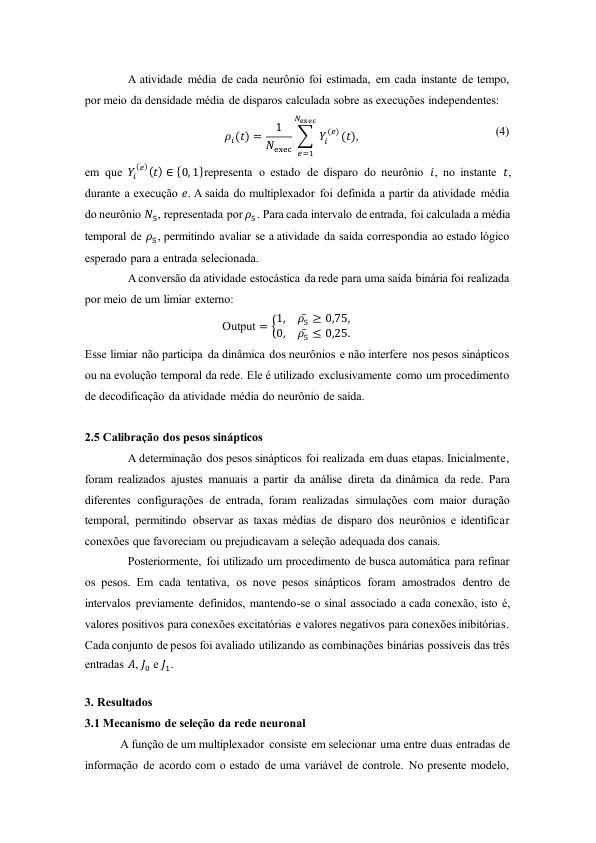 A atividade média de cada neurônio foi estimada, em cada instante de tempo,
por meio da densidade média de disparos calculada sobre as execuções independentes:
ρᵢ(t) = 1/N_exec ∑_{e=1}^{N_exec} Yᵢ^(e)(t), (4)
em que Yᵢ^(e)(t) ∈ {0, 1}representa o estado de disparo do neurônio i, no instante t,
durante a execução e. A saída do multiplexador foi definida a partir da atividade média
do neurônio N₅, representada por ρ₅. Para cada intervalo de entrada, foi calculada a média
temporal de ρ₅, permitindo avaliar se a atividade da saída correspondia ao estado lógico
esperado para a entrada selecionada.
A conversão da atividade estocástica da rede para uma saída binária foi realizada
por meio de um limiar externo:
Output = {1, ρ̄₅ ≥ 0,75,
0, ρ̄₅ ≤ 0,25.
Esse limiar não participa da dinâmica dos neurônios e não interfere nos pesos sinápticos
ou na evolução temporal da rede. Ele é utilizado exclusivamente como um procedimento
de decodificação da atividade média do neurônio de saída.
2.5 Calibração dos pesos sinápticos
A determinação dos pesos sinápticos foi realizada em duas etapas. Inicialmente,
foram realizados ajustes manuais a partir da análise direta da dinâmica da rede. Para
diferentes configurações de entrada, foram realizadas simulações com maior duração
temporal, permitindo observar as taxas médias de disparo dos neurônios e identificar
conexões que favoreciam ou prejudicavam a seleção adequada dos canais.
Posteriormente, foi utilizado um procedimento de busca automática para refinar
os pesos. Em cada tentativa, os nove pesos sinápticos foram amostrados dentro de
intervalos previamente definidos, mantendo-se o sinal associado a cada conexão, isto é,
valores positivos para conexões excitatórias e valores negativos para conexões inibitórias.
Cada conjunto de pesos foi avaliado utilizando as combinações binárias possíveis das três
entradas A, J₀ e J₁.
3. Resultados
3.1 Mecanismo de seleção da rede neuronal
A função de um multiplexador consiste em selecionar uma entre duas entradas de
informação de acordo com o estado de uma variável de controle. No presente modelo,